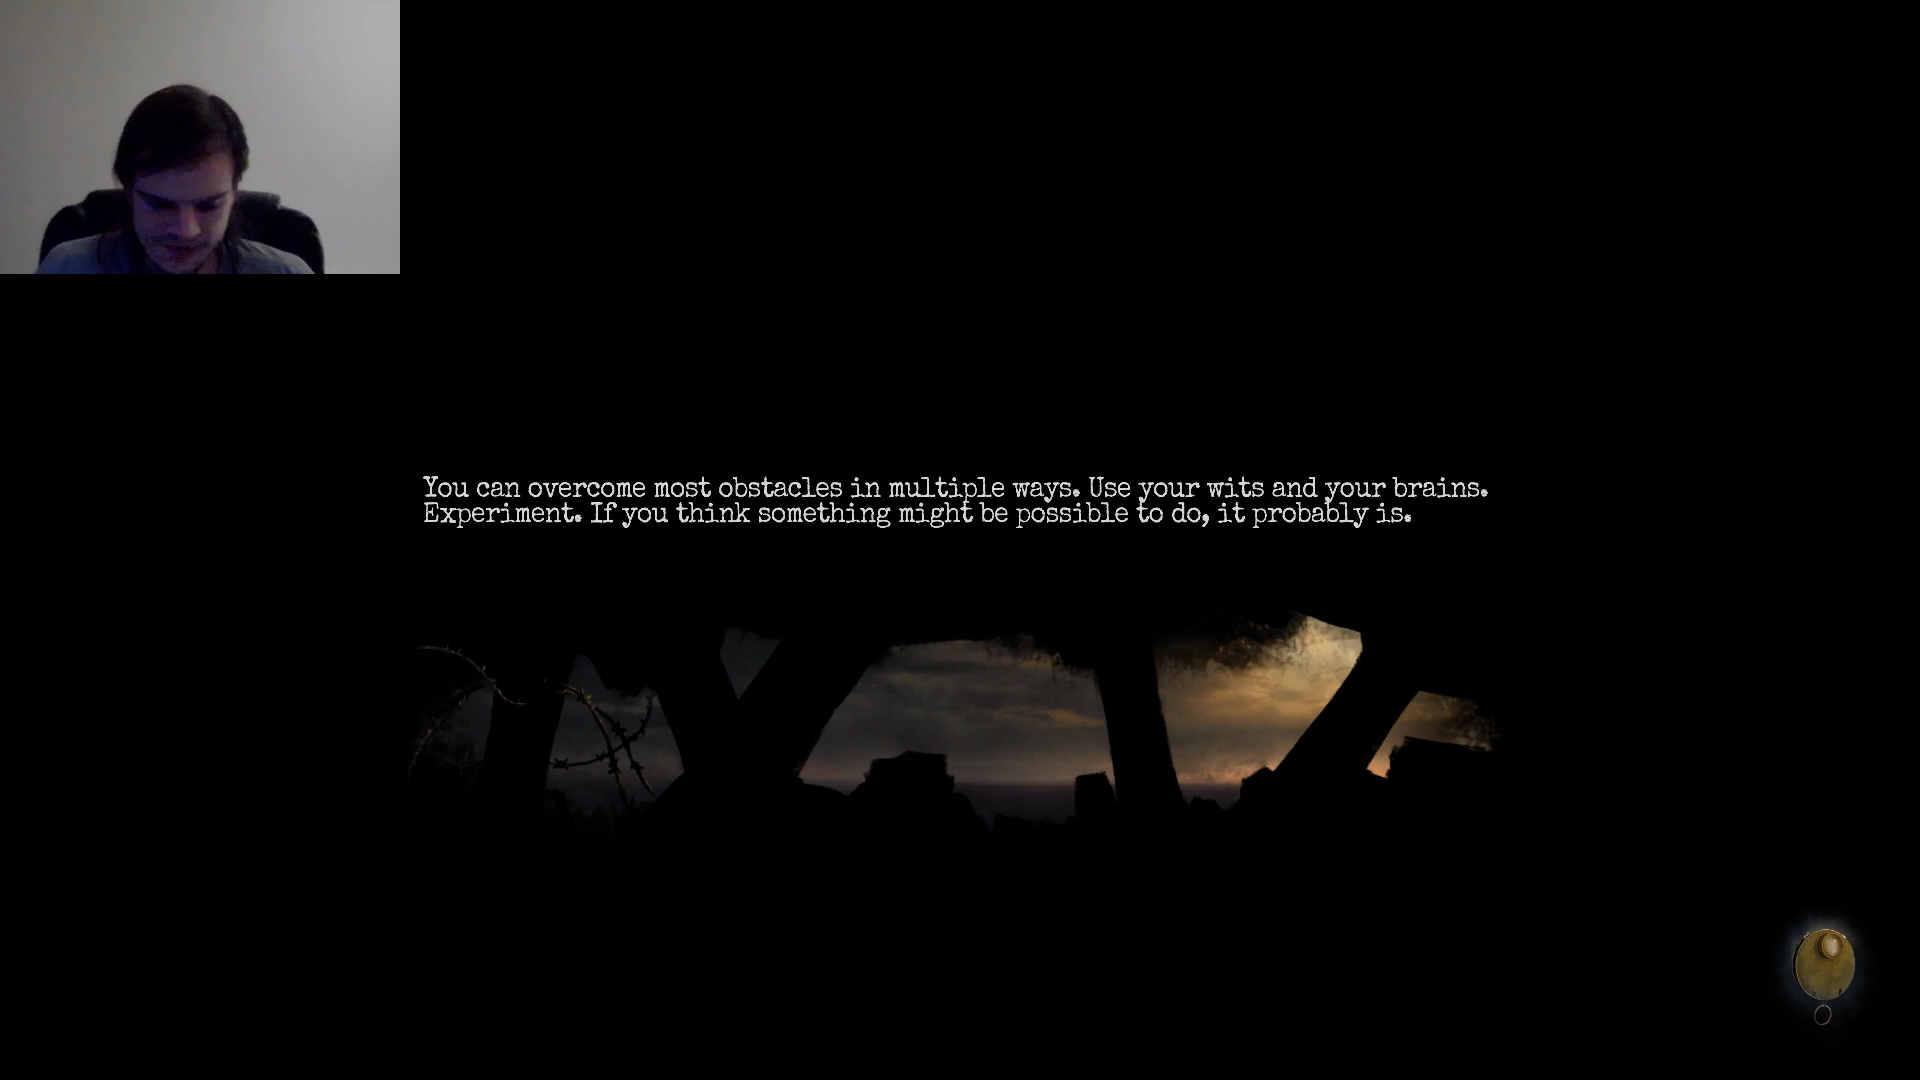 You can overcome most obstacles in multiple ways. Use your wits and your brains.
Experiment. If you think something might be possible to do, it probably is.